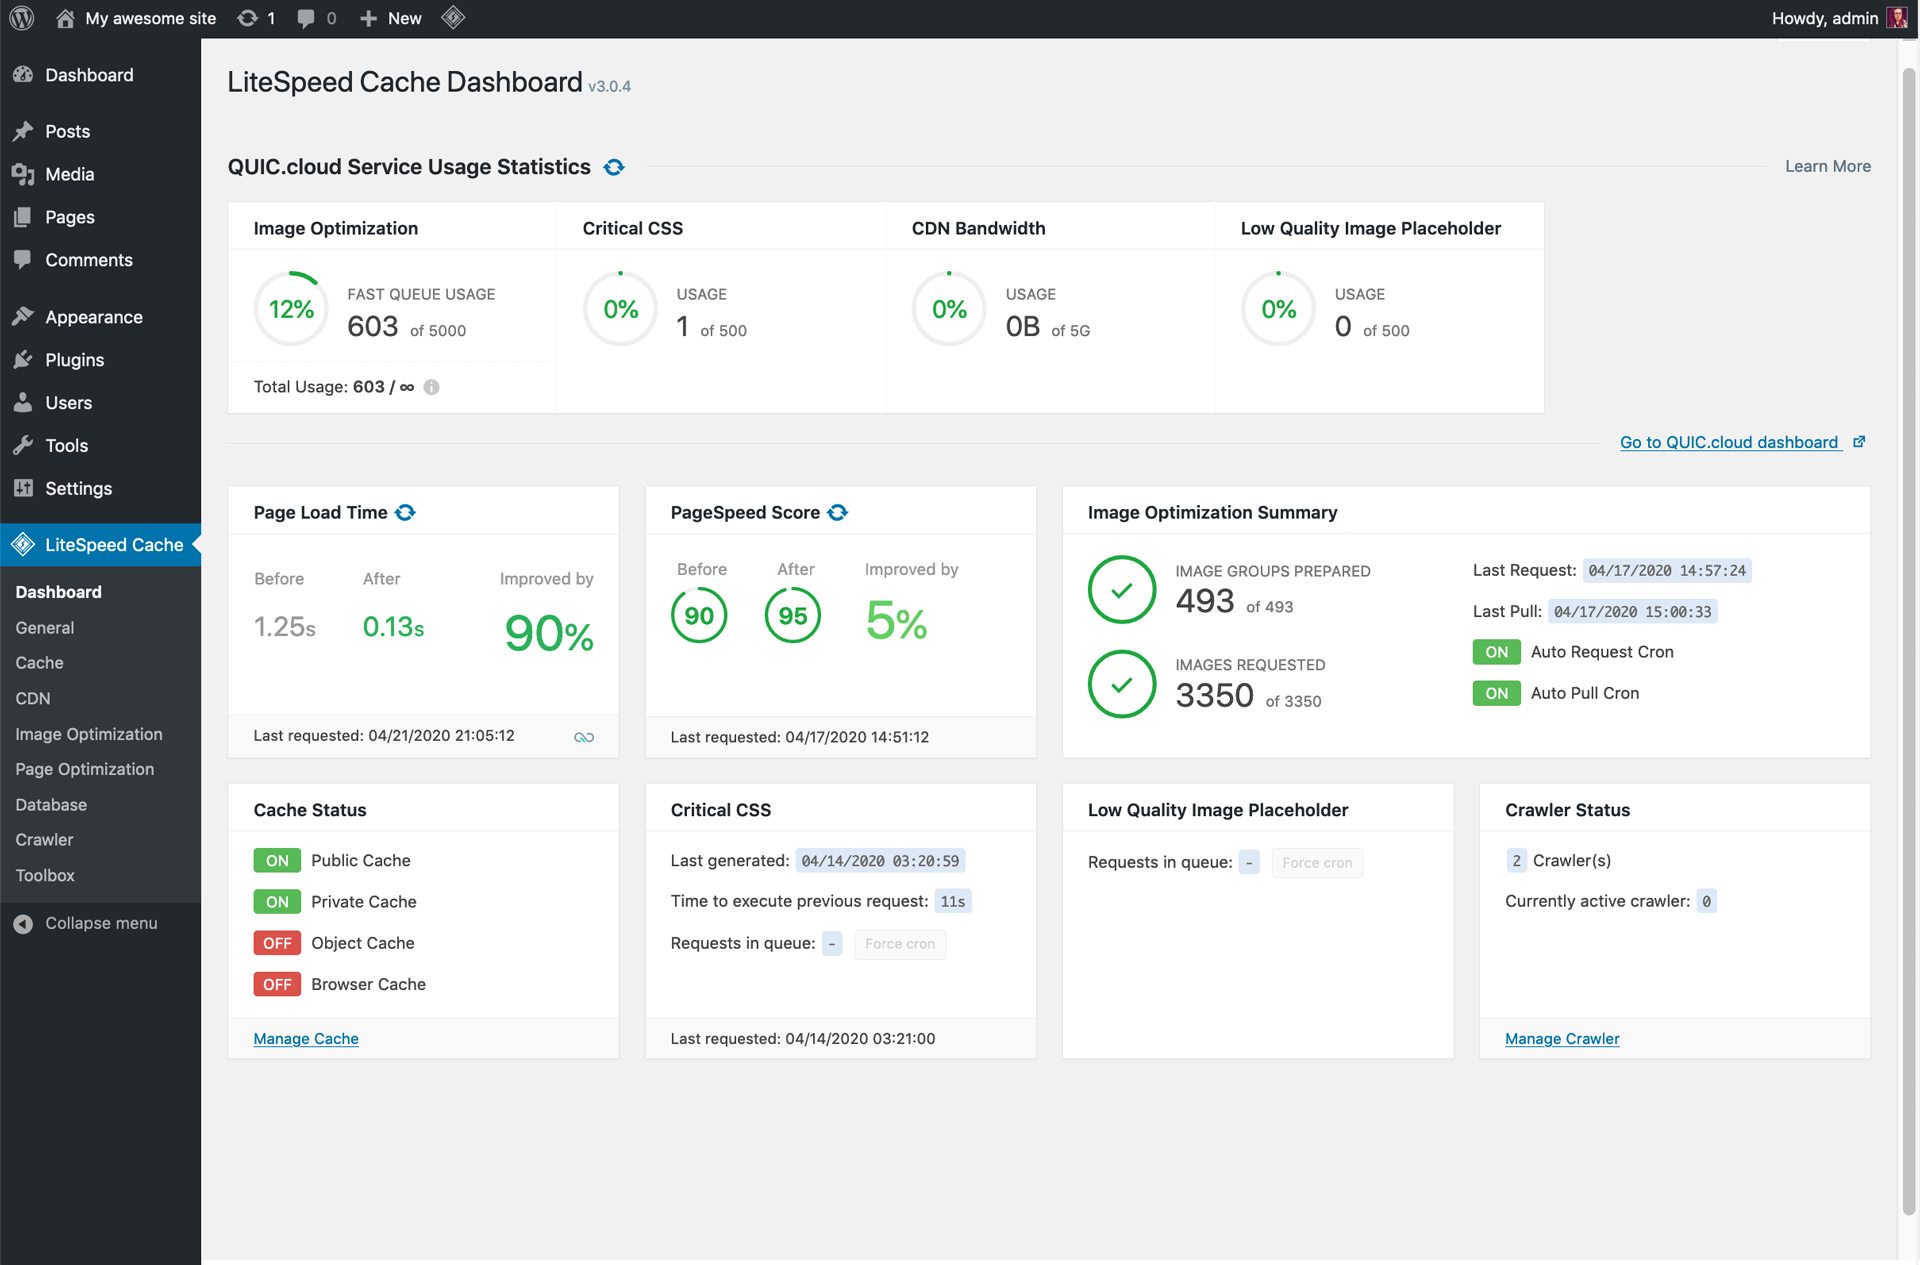 My awesome site 1 0 New Howdy, admin
Dashboard
Posts
Media
Pages
Comments
Appearance
Plugins
Users
Tools
Settings
LiteSpeed Cache
Dashboard
General
Cache
CDN
Image Optimization
Page Optimization
Database
Crawler
Toolbox
Collapse menu
LiteSpeed Cache Dashboard v3.0.4
QUIC.cloud Service Usage Statistics Learn More
Image Optimization
12%
FAST QUEUE USAGE
603 of 5000
Total Usage: 603 / ∞
Critical CSS
0%
USAGE
1 of 500
CDN Bandwidth
0%
USAGE
0B of 5G
Low Quality Image Placeholder
0%
USAGE
0 of 500
Go to QUIC.cloud dashboard
Page Load Time
Before After Improved by
1.25s 0.13s 90%
Last requested: 04/21/2020 21:05:12
PageSpeed Score
Before After Improved by
90 95 5%
Last requested: 04/17/2020 14:51:12
Image Optimization Summary
IMAGE GROUPS PREPARED
493 of 493
IMAGES REQUESTED
3350 of 3350
Last Request: 04/17/2020 14:57:24
Last Pull: 04/17/2020 15:00:33
ON Auto Request Cron
ON Auto Pull Cron
Cache Status
ON Public Cache
ON Private Cache
OFF Object Cache
OFF Browser Cache
Manage Cache
Critical CSS
Last generated: 04/14/2020 03:20:59
Time to execute previous request: 11s
Requests in queue: - Force cron
Last requested: 04/14/2020 03:21:00
Low Quality Image Placeholder
Requests in queue: - Force cron
Crawler Status
2 Crawler(s)
Currently active crawler: 0
Manage Crawler